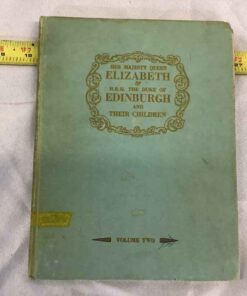 HER MAJESTY QUEEN
ELIZABETH
&
H.R.H. THE DUKE OF
EDINBURGH
AND
THEIR CHILDREN
VOLUME TWO